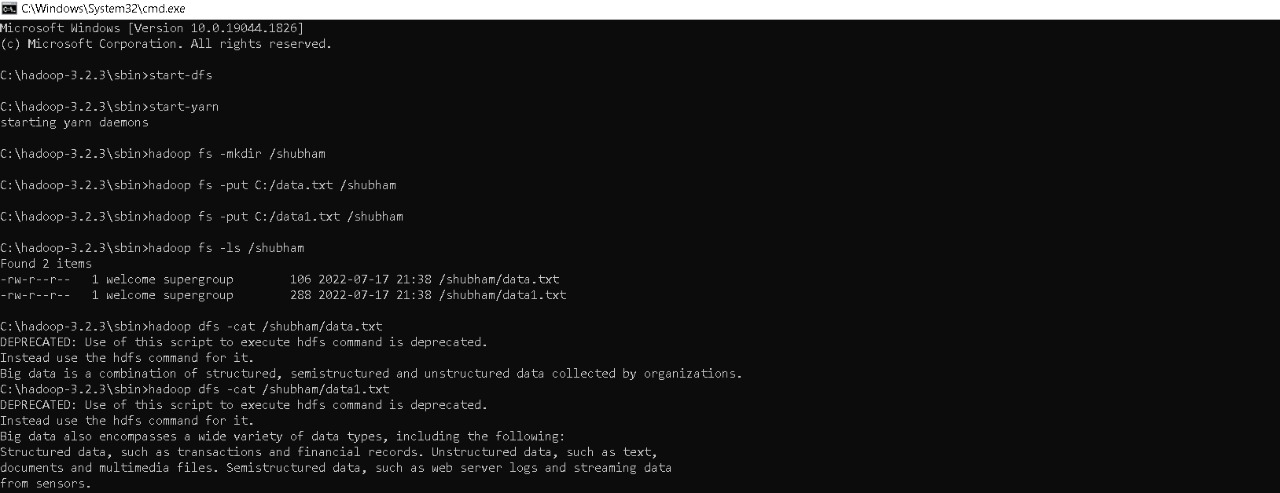 C:\Windows\System32\cmd.exe
Microsoft Windows [Version 10.0.19044.1826]
(c) Microsoft Corporation. All rights reserved.
C:\hadoop-3.2.3\sbin>start-dfs
C:\hadoop-3.2.3\sbin>start-yarn
starting yarn daemons
C:\hadoop-3.2.3\sbin>hadoop fs -mkdir /shubham
C:\hadoop-3.2.3\sbin>hadoop fs -put C:/data.txt /shubham
C:\hadoop-3.2.3\sbin>hadoop fs -put C:/data1.txt /shubham
C:\hadoop-3.2.3\sbin>hadoop fs -ls /shubham
Found 2 items
-rw-r--r--   1 welcome supergroup        106 2022-07-17 21:38 /shubham/data.txt
-rw-r--r--   1 welcome supergroup        288 2022-07-17 21:38 /shubham/data1.txt
C:\hadoop-3.2.3\sbin>hadoop dfs -cat /shubham/data.txt
DEPRECATED: Use of this script to execute hdfs command is deprecated.
Instead use the hdfs command for it.
Big data is a combination of structured, semistructured and unstructured data collected by organizations.
C:\hadoop-3.2.3\sbin>hadoop dfs -cat /shubham/data1.txt
DEPRECATED: Use of this script to execute hdfs command is deprecated.
Instead use the hdfs command for it.
Big data also encompasses a wide variety of data types, including the following:
Structured data, such as transactions and financial records. Unstructured data, such as text,
documents and multimedia files. Semistructured data, such as web server logs and streaming data
from sensors.